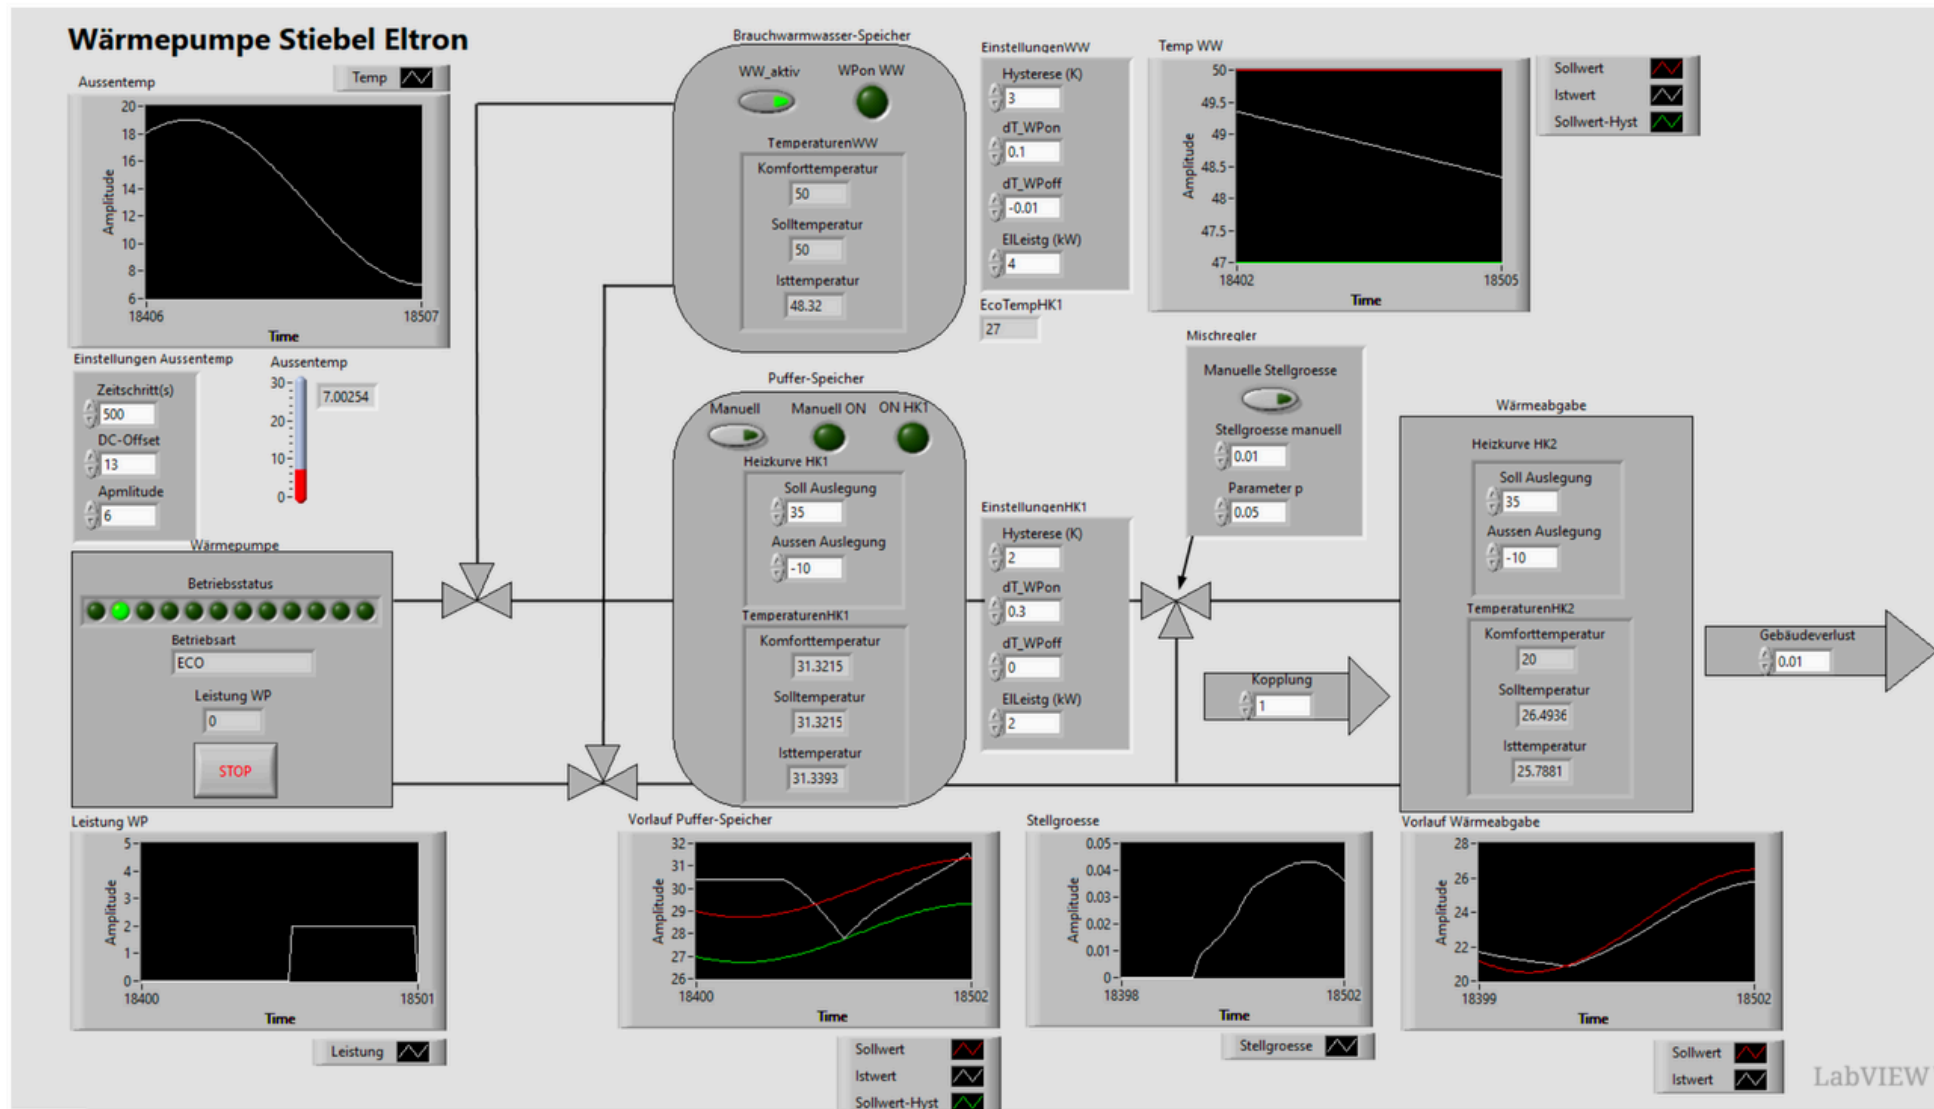 Wärmepumpe Stiebel Eltron
Aussentemp
Temp
Amplitude
20
18
16
14
12
10
8
6
18406
18507
Time
Einstellungen Aussentemp
Zeitschritt(s)
500
DC-Offset
13
Apmlitude
6
Aussentemp
30
20
10
0
7.00254
Brauchwarmwasser-Speicher
WW_aktiv
WPon WW
TemperaturenWW
Komforttemperatur
50
Solltemperatur
50
Isttemperatur
48.32
EinstellungenWW
Hysterese (K)
3
dT_WPon
0.1
dT_WPoff
-0.01
ElLeistg (kW)
4
EcoTempHK1
27
Temp WW
Sollwert
Istwert
Sollwert-Hyst
Amplitude
50
49.5
49
48.5
48
47.5
47
18402
18505
Time
Mischregler
Manuelle Stellgroesse
Stellgroesse manuell
0.01
Parameter p
0.05
Puffer-Speicher
Manuell
Manuell ON
ON HK1
Heizkurve HK1
Soll Auslegung
35
Aussen Auslegung
-10
TemperaturenHK1
Komforttemperatur
31.3215
Solltemperatur
31.3215
Isttemperatur
31.3393
EinstellungenHK1
Hysterese (K)
2
dT_WPon
0.3
dT_WPoff
0
ElLeistg (kW)
2
Wärmeabgabe
Heizkurve HK2
Soll Auslegung
35
Aussen Auslegung
-10
TemperaturenHK2
Komforttemperatur
20
Solltemperatur
26.4936
Isttemperatur
25.7881
Kopplung
1
Gebäudeverlust
0.01
Wärmepumpe
Betriebsstatus
Betriebsart
ECO
Leistung WP
0
STOP
Leistung WP
Amplitude
5
4
3
2
1
0
18400
18501
Time
Leistung
Vorlauf Puffer-Speicher
Amplitude
32
31
30
29
28
27
26
18400
18502
Time
Sollwert
Istwert
Sollwert-Hyst
Stellgroesse
Amplitude
0.05
0.04
0.03
0.02
0.01
0
18398
18502
Time
Stellgroesse
Vorlauf Wärmeabgabe
Amplitude
28
26
24
22
20
18399
18502
Time
Sollwert
Istwert
LabVIEW